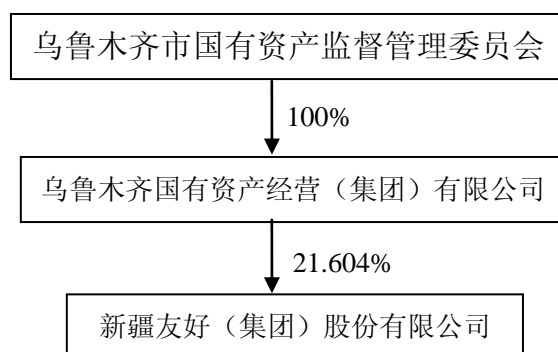 乌鲁木齐市国有资产监督管理委员会
100%
乌鲁木齐国有资产经营（集团）有限公司
21.604%
新疆友好（集团）股份有限公司